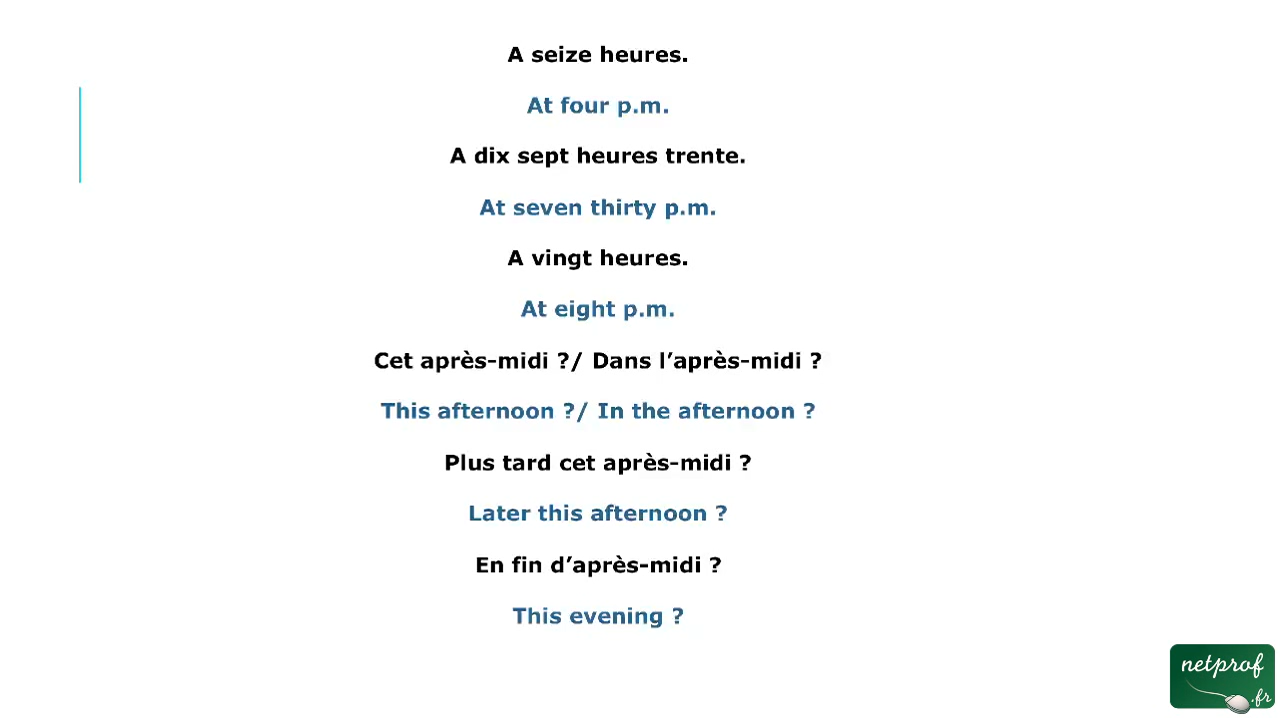 A seize heures.
At four p.m.
A dix sept heures trente.
At seven thirty p.m.
A vingt heures.
At eight p.m.
Cet après-midi ?/ Dans l’après-midi ?
This afternoon ?/ In the afternoon ?
Plus tard cet après-midi ?
Later this afternoon ?
En fin d’après-midi ?
This evening ?
netprof
.fr